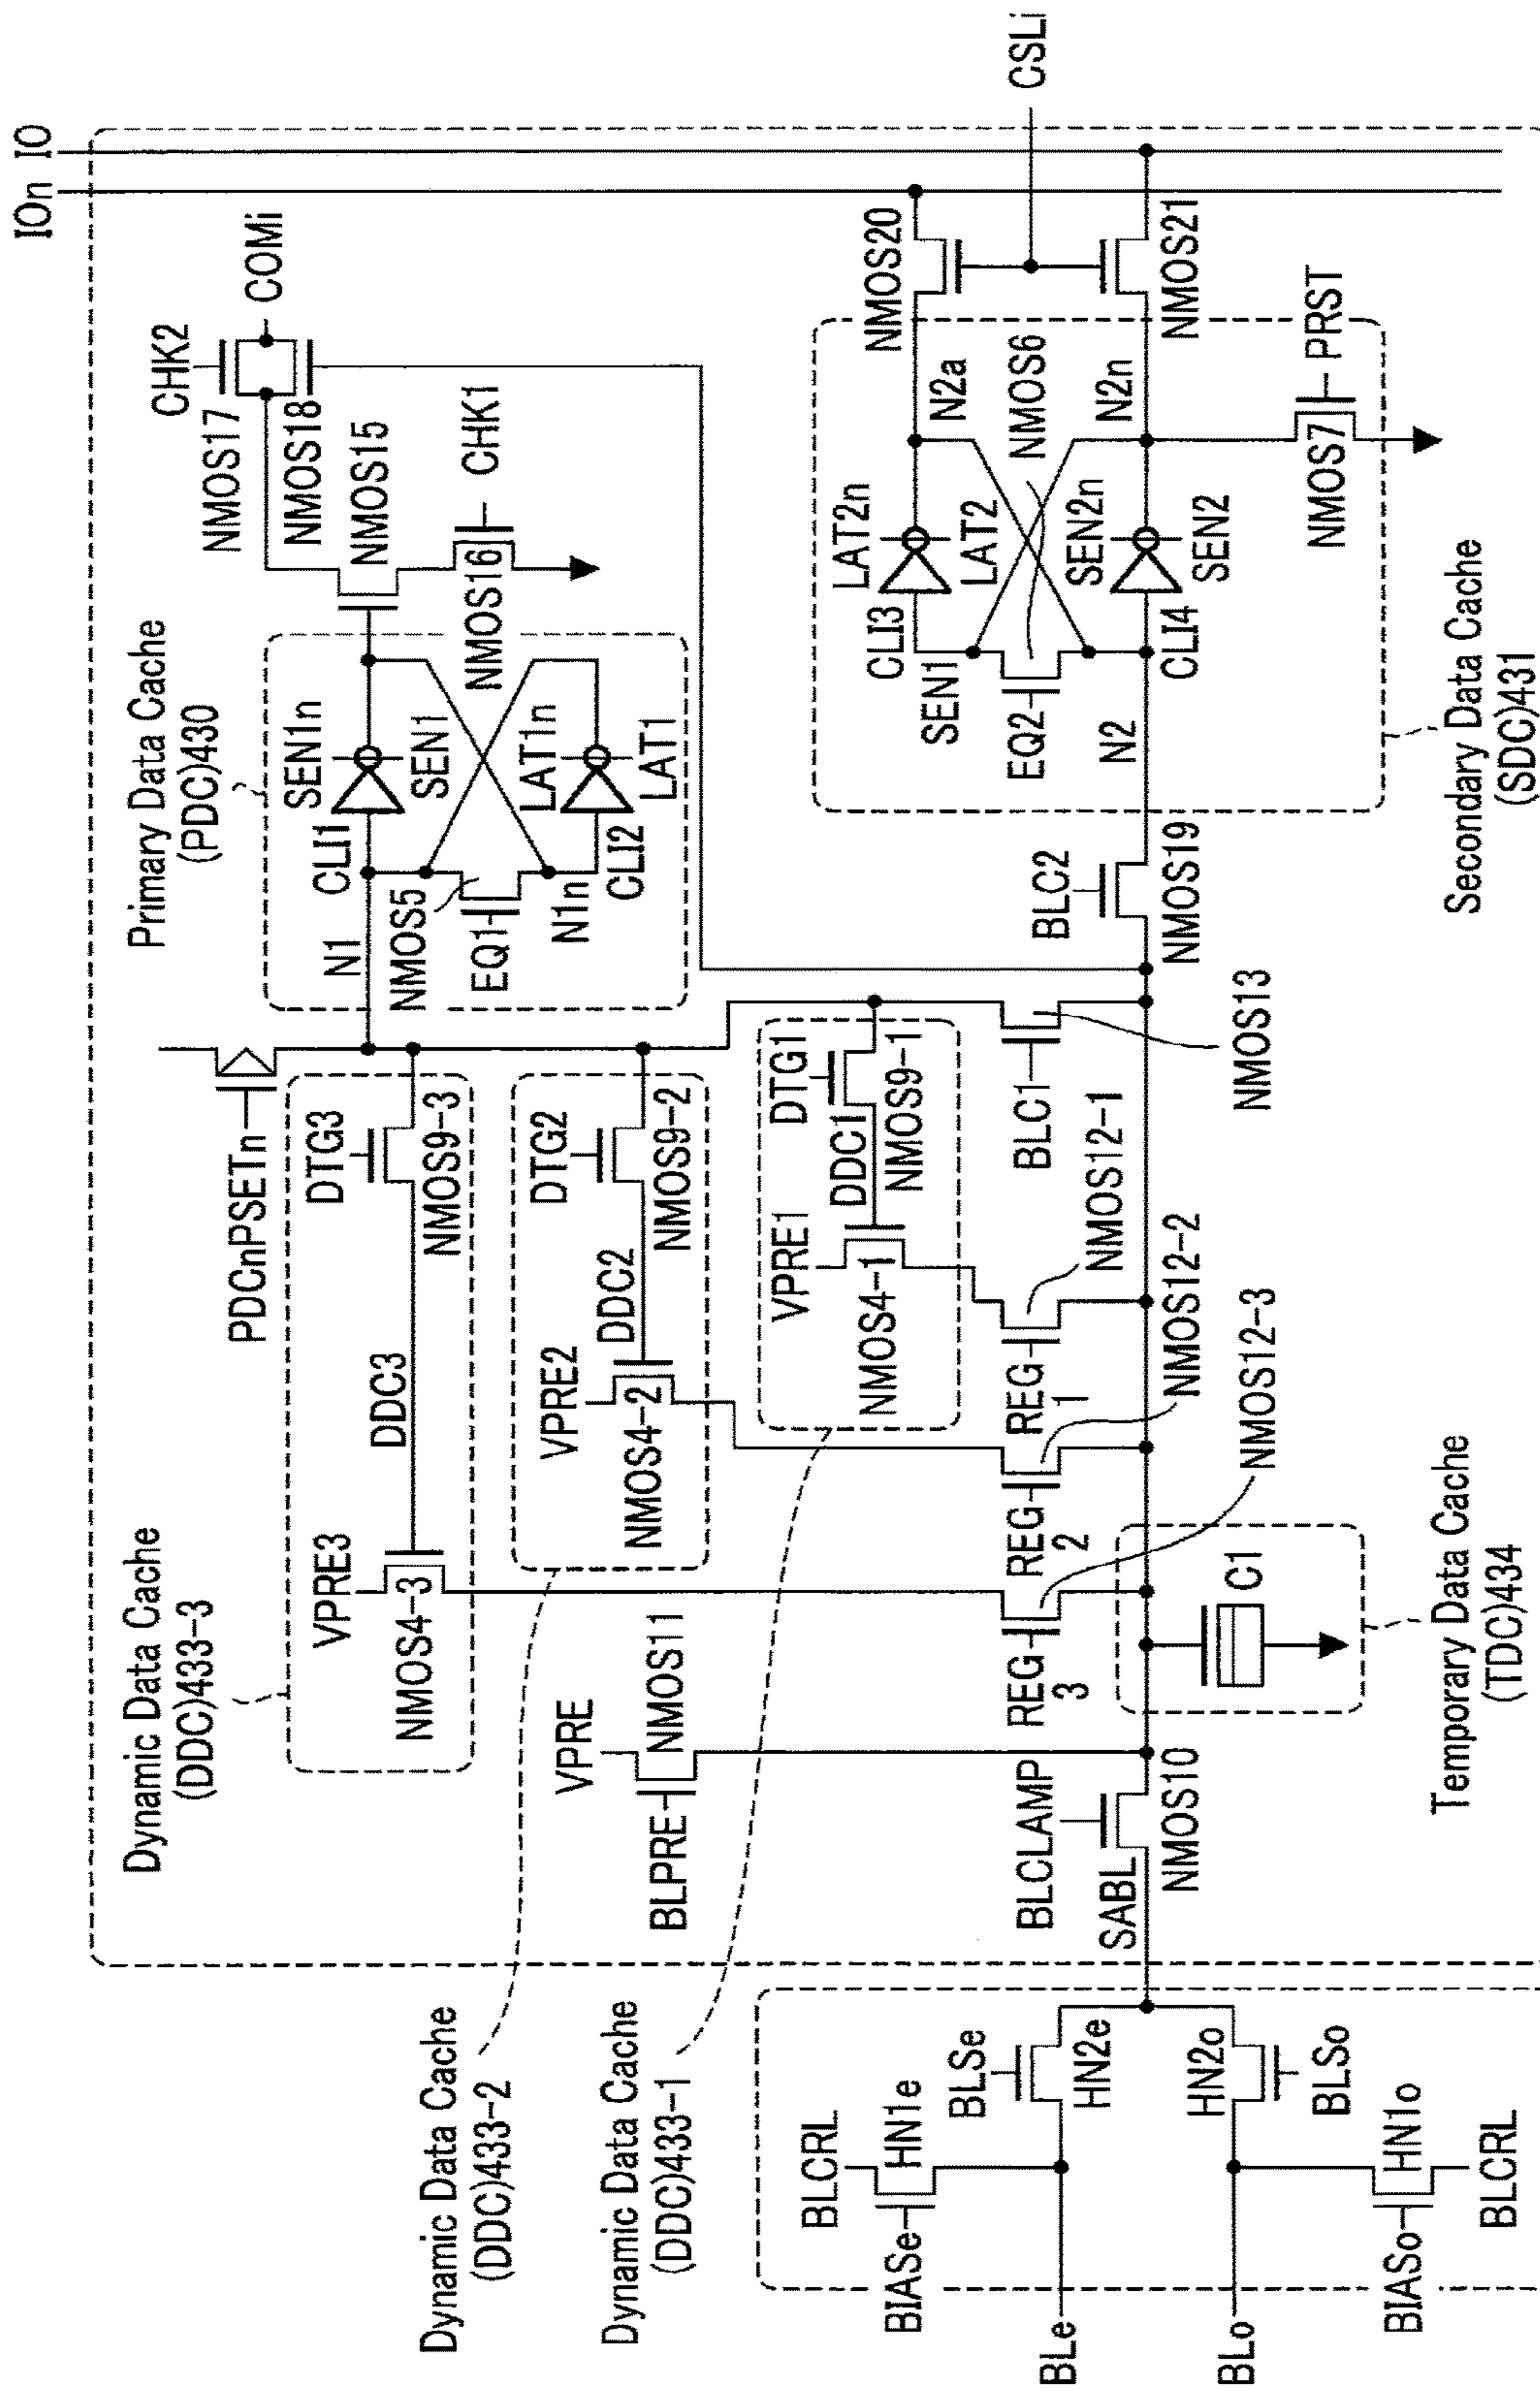 IOn IO
COMi
CHK2
NMOS17
NMOS18
NMOS15
CHK1
NMOS16
Primary Data Cache
(PDC)430
SEN1n
CLI1
SEN1
LAT1n
LAT1
CLI2
N1
NMOS5
EQ1
N1n
CSLi
NMOS20
NMOS21
N2a
NMOS6
N2n
PRST
NMOS7
LAT2n
LAT2
CLI3
SEN1
SEN2n
SEN2
CLI4
EQ2
N2
Secondary Data Cache
(SDC)431
BLC2
NMOS19
PDCnPSETn
DTG3
NMOS9-3
DDC3
VPRE3
NMOS4-3
Dynamic Data Cache
(DDC)433-3
DTG2
NMOS9-2
DDC2
VPRE2
NMOS4-2
DTG1
NMOS9-1
DDC1
VPRE1
NMOS4-1
BLC1
NMOS13
NMOS12-1
NMOS12-2
NMOS12-3
REG
1
REG
2
REG
3
C1
Temporary Data Cache
(TDC)434
VPRE
NMOS11
BLPRE
BLCLAMP
SABL
NMOS10
Dynamic Data Cache
(DDC)433-2
Dynamic Data Cache
(DDC)433-1
BLSe
HN2e
HN2o
BLSo
BLCRL
HN1e
BIASe
BLe
BLo
BIASo
HN1o
BLCRL